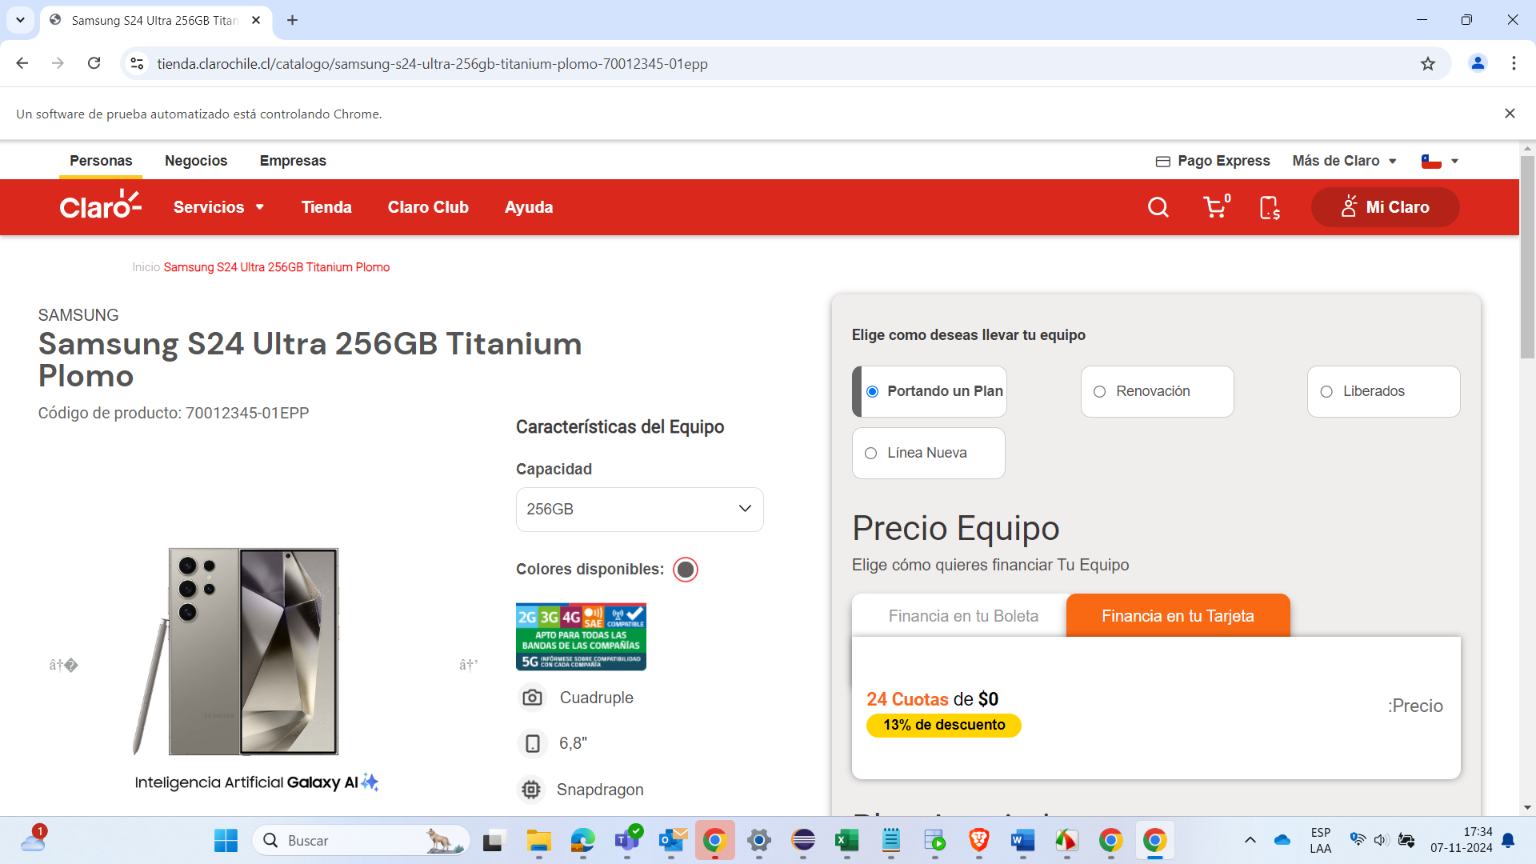 Samsung S24 Ultra 256GB Titan
tienda.clarochile.cl/catalogo/samsung-s24-ultra-256gb-titanium-plomo-70012345-01epp
Un software de prueba automatizado está controlando Chrome.
Personas Negocios Empresas Pago Express Más de Claro
Claro Servicios Tienda Claro Club Ayuda 0 Mi Claro
Inicio Samsung S24 Ultra 256GB Titanium Plomo
SAMSUNG
Samsung S24 Ultra 256GB Titanium
Plomo
Código de producto: 70012345-01EPP
Características del Equipo
Capacidad
256GB
Colores disponibles:
2G 3G 4G SAE COMPATIBLE
APTO PARA TODAS LAS
BANDAS DE LAS COMPAÑÍAS
5G INFÓRMESE SOBRE COMPATIBILIDAD
CON CADA COMPAÑÍA
Cuadruple
6,8"
Snapdragon
â†� â†’
SAMSUNG
Inteligencia Artificial Galaxy AI
Elige como deseas llevar tu equipo
Portando un Plan Renovación Liberados
Línea Nueva
Precio Equipo
Elige cómo quieres financiar Tu Equipo
Financia en tu Boleta Financia en tu Tarjeta
24 Cuotas de $0
13% de descuento
:Precio
1 Buscar ESP
LAA
17:34
07-11-2024